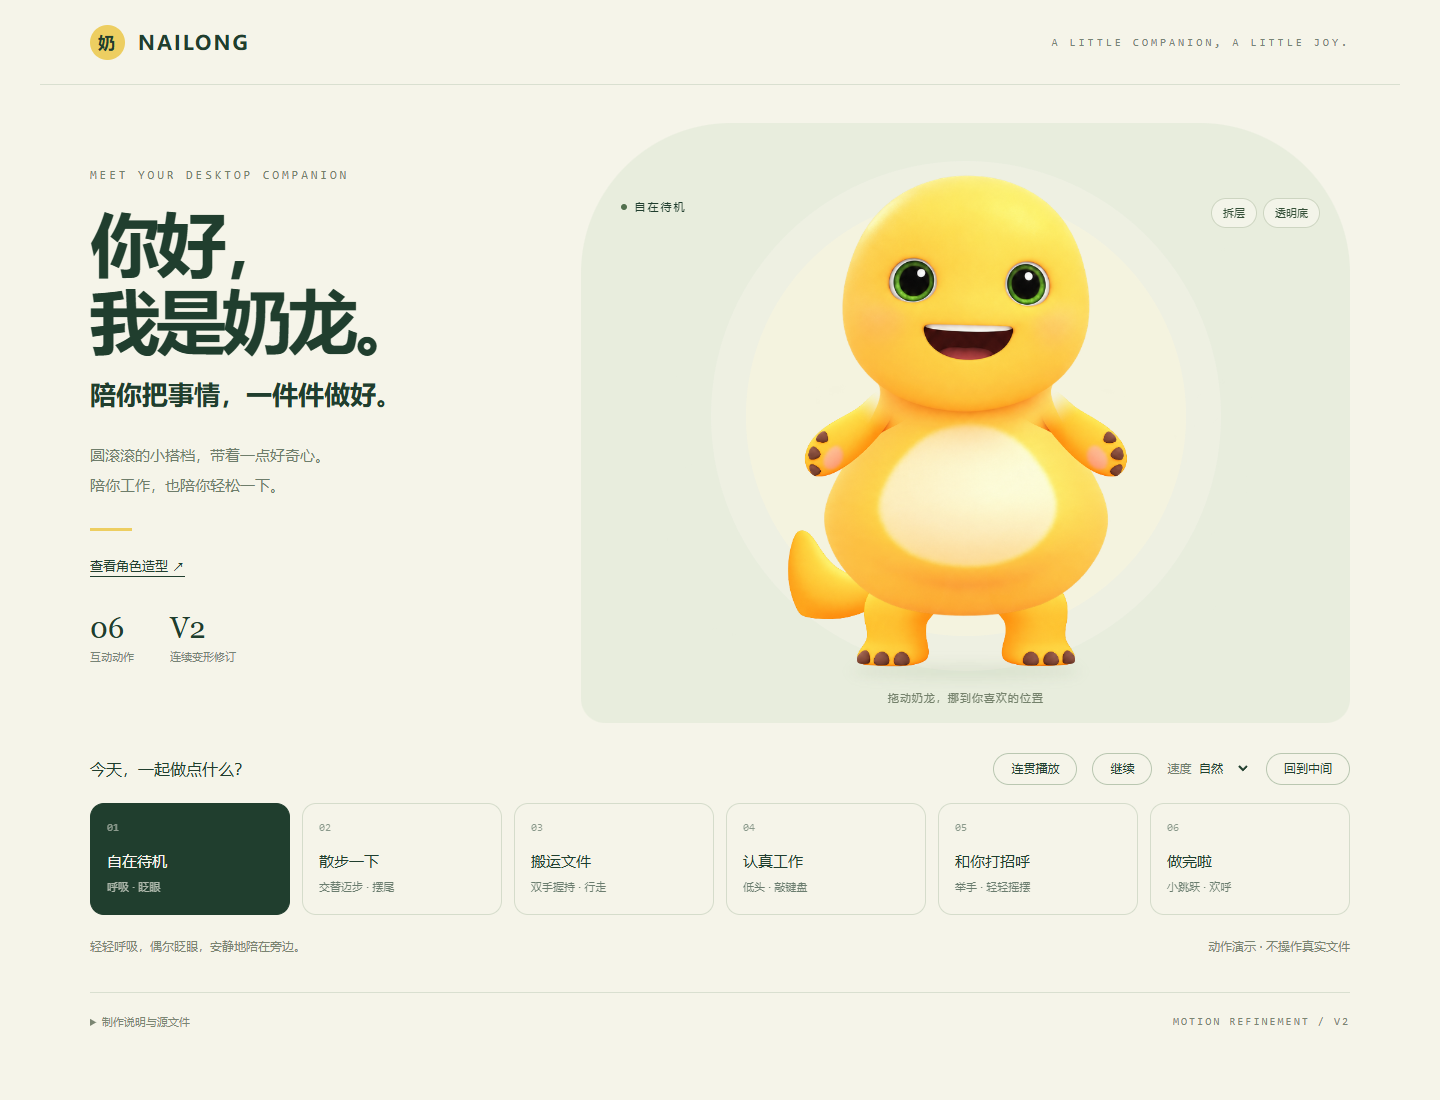 奶 NAILONG
A LITTLE COMPANION, A LITTLE JOY.
MEET YOUR DESKTOP COMPANION
你好，
我是奶龙。
陪你把事情，一件件做好。
圆滚滚的小搭档，带着一点好奇心。
陪你工作，也陪你轻松一下。
查看角色造型 ↗
06
互动动作
V2
连续变形修订
自在待机
拆层
透明底
拖动奶龙，挪到你喜欢的位置
今天，一起做点什么？
连贯播放
继续
速度 自然
回到中间
01
自在待机
呼吸 · 眨眼
02
散步一下
交替迈步 · 摆尾
03
搬运文件
双手握持 · 行走
04
认真工作
低头 · 敲键盘
05
和你打招呼
举手 · 轻轻摇摆
06
做完啦
小跳跃 · 欢呼
轻轻呼吸，偶尔眨眼，安静地陪在旁边。
动作演示 · 不操作真实文件
制作说明与源文件
MOTION REFINEMENT / V2